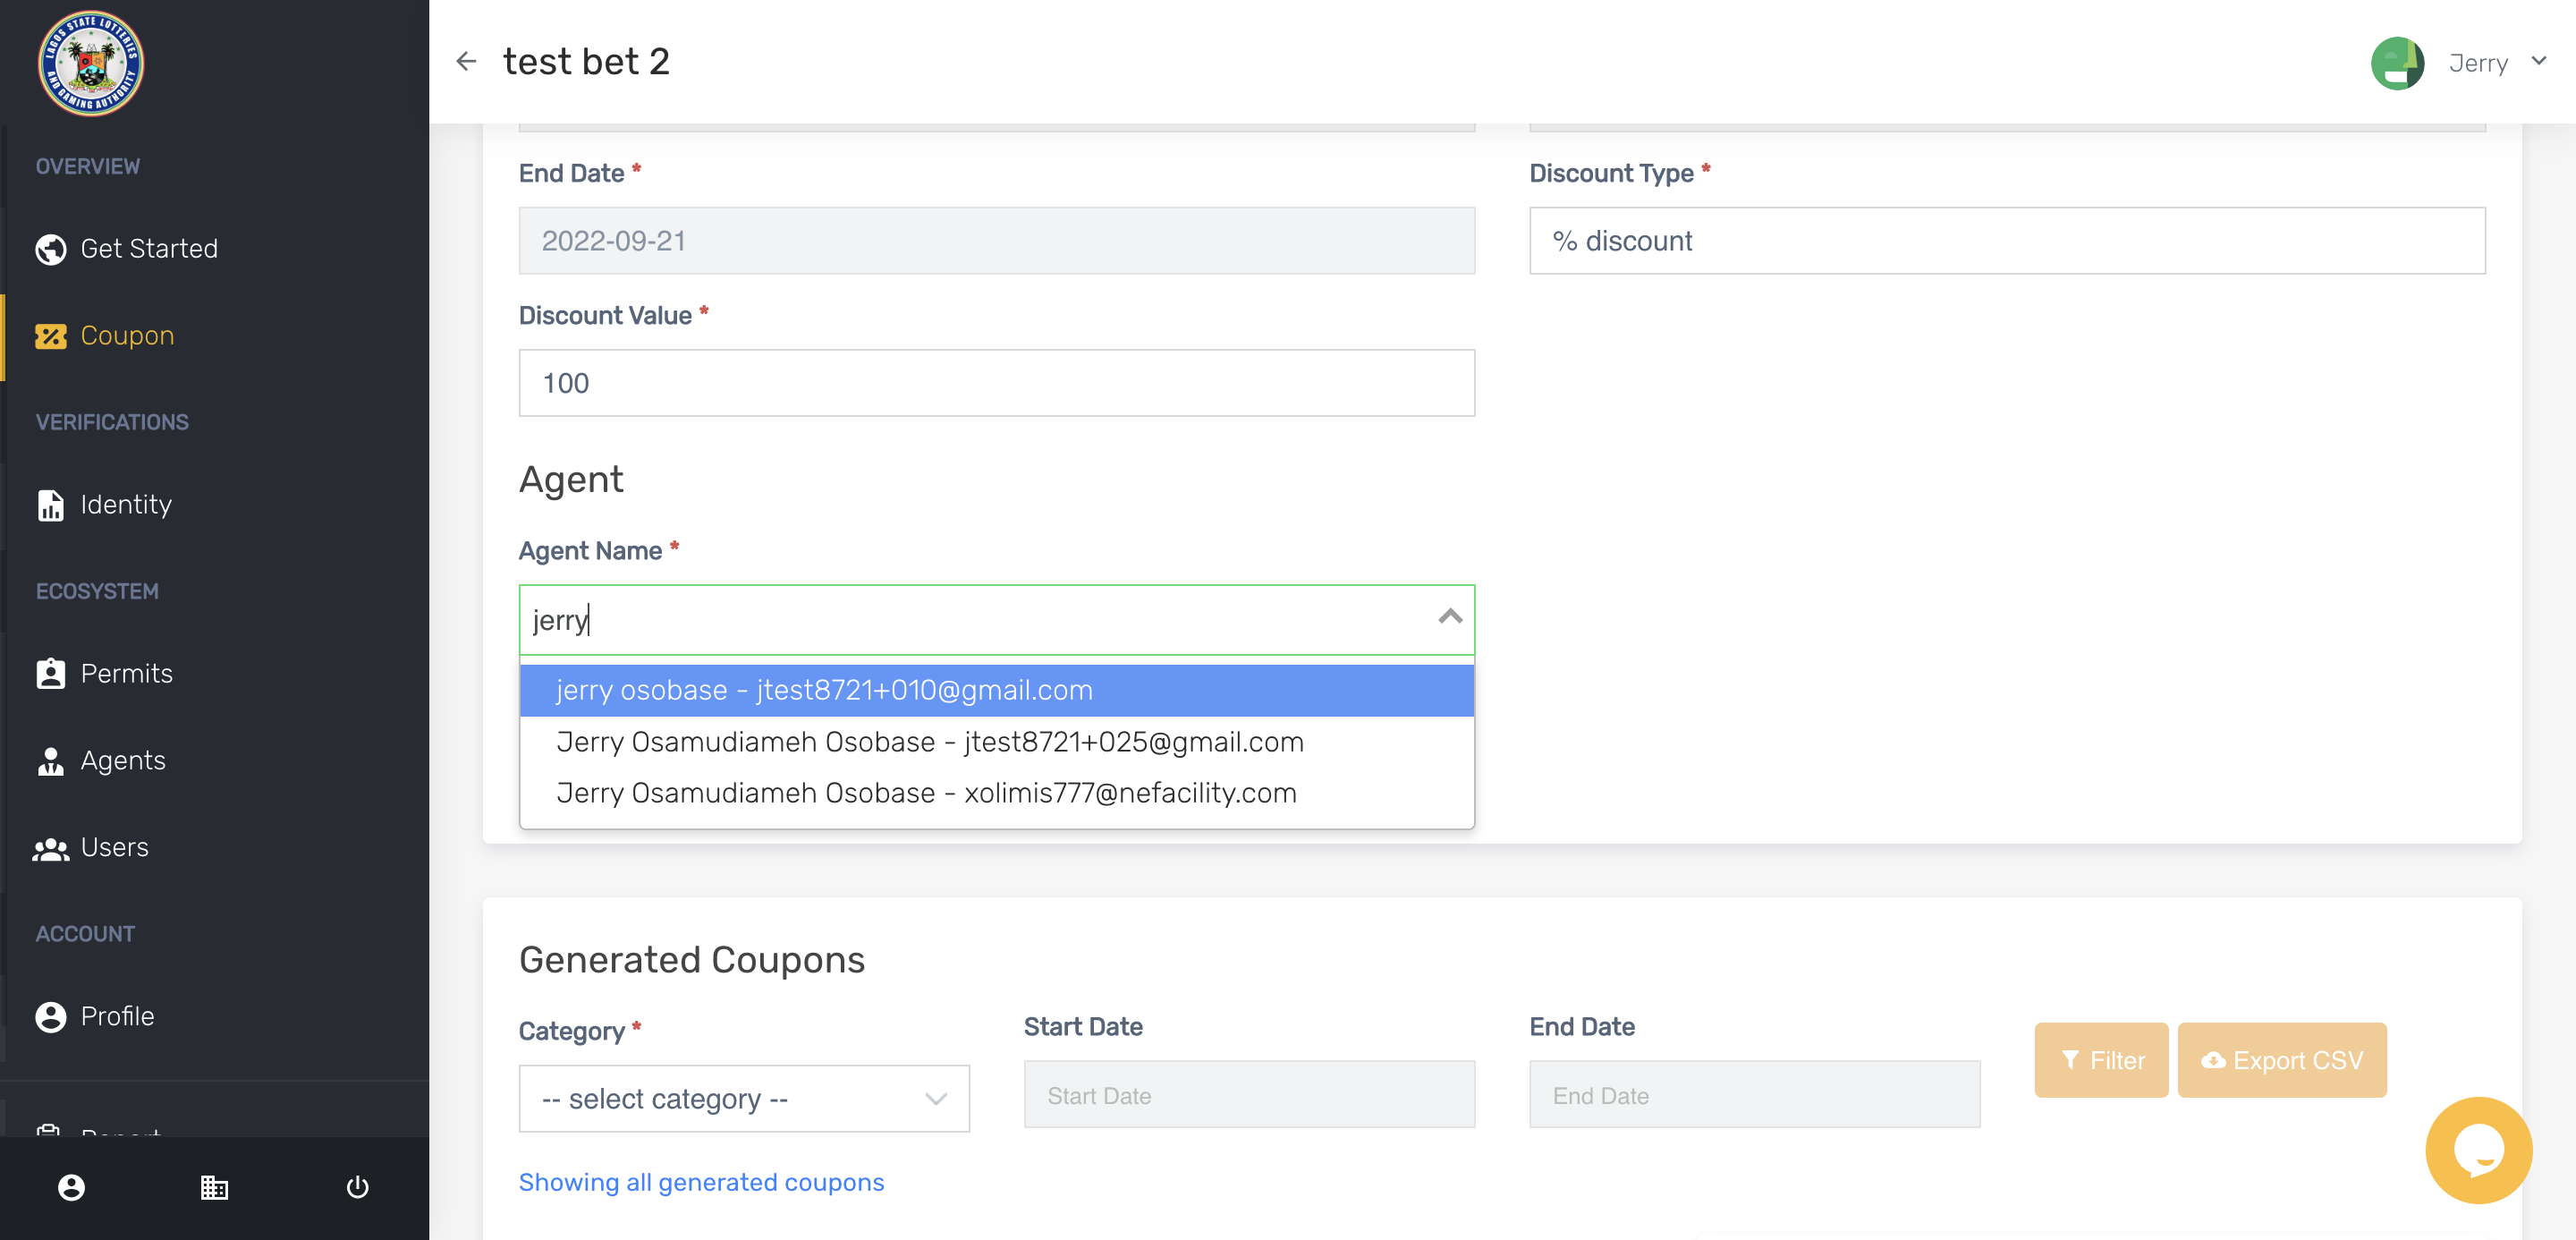 LAGOS STATE LOTTERIES
AND GAMING AUTHORITY
test bet 2
Jerry
OVERVIEW
Get Started
Coupon
VERIFICATIONS
Identity
ECOSYSTEM
Permits
Agents
Users
ACCOUNT
Profile
Report
End Date *
2022-09-21
Discount Type *
% discount
Discount Value *
100
Agent
Agent Name *
jerry
jerry osobase - jtest8721+010@gmail.com
Jerry Osamudiameh Osobase - jtest8721+025@gmail.com
Jerry Osamudiameh Osobase - xolimis777@nefacility.com
Generated Coupons
Category *
-- select category --
Start Date
Start Date
End Date
End Date
Filter
Export CSV
Showing all generated coupons